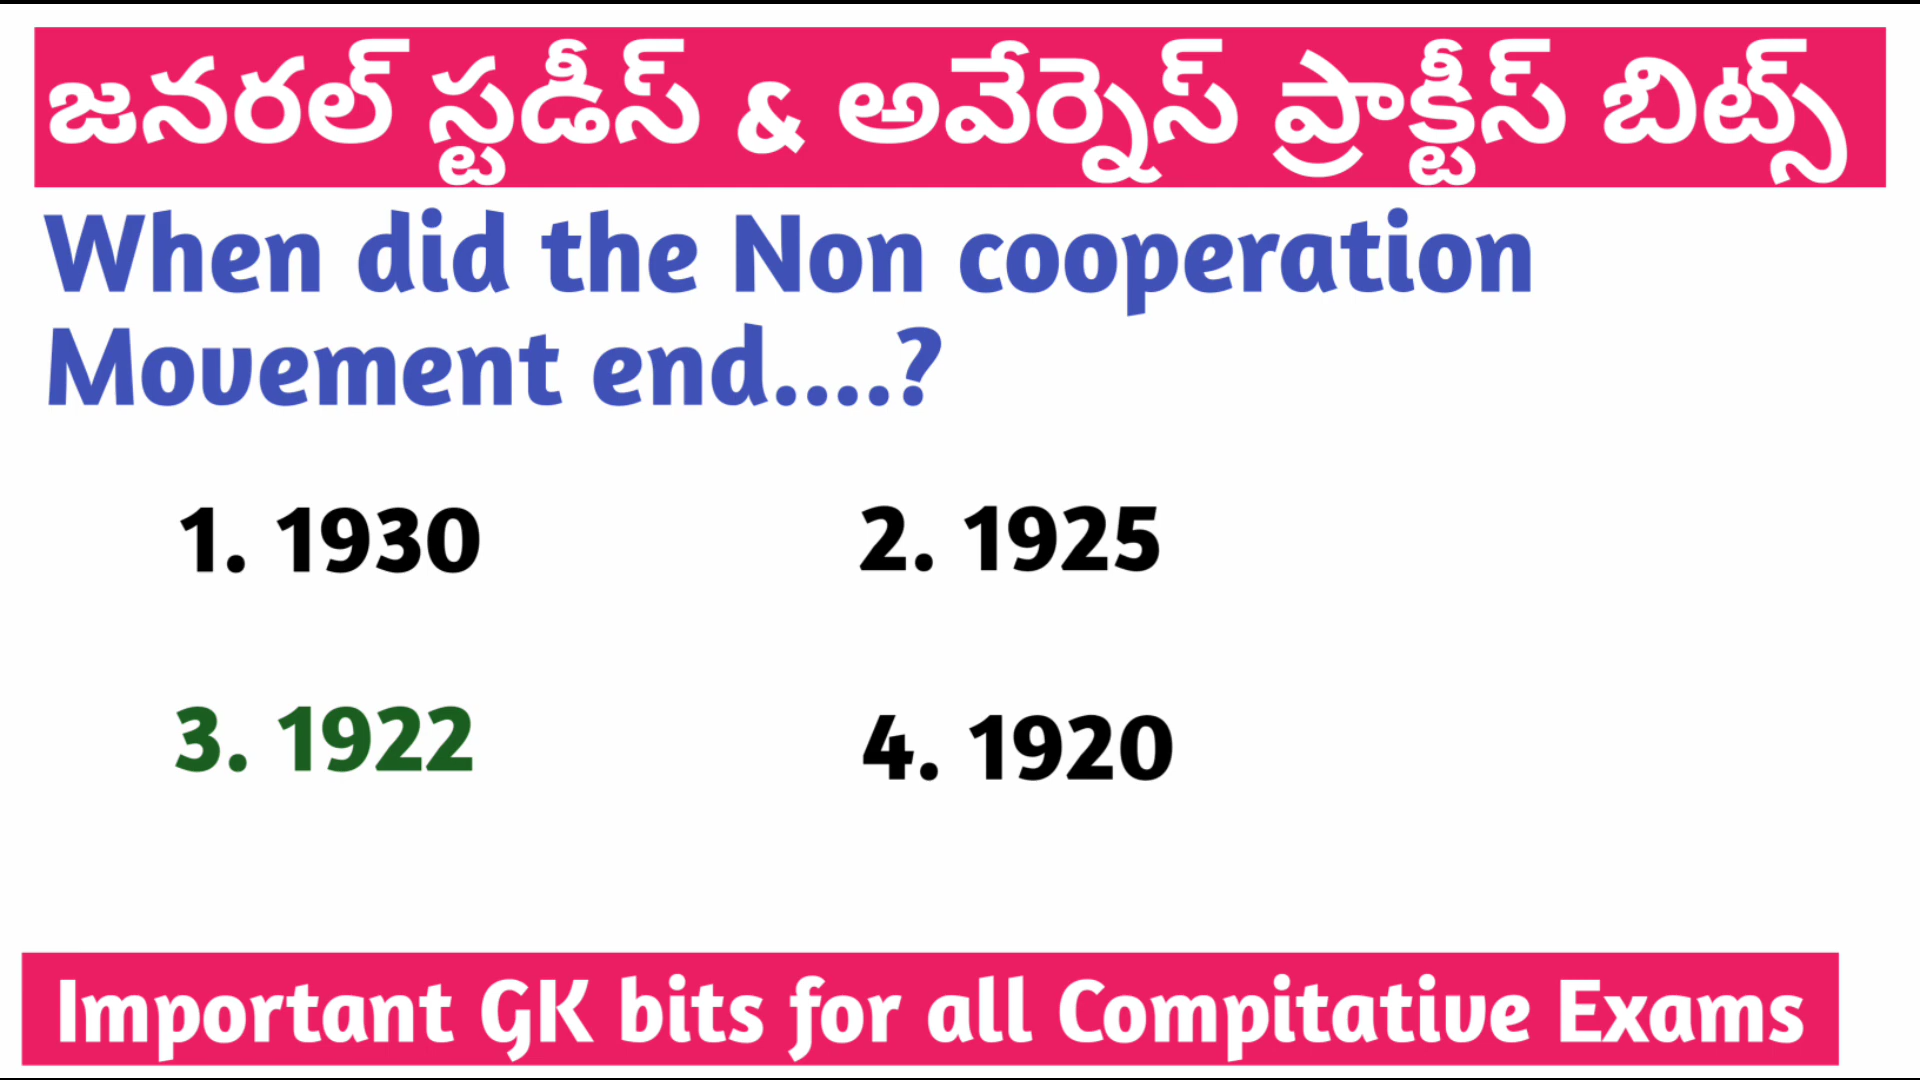 జనరల్ స్టడీస్ & అవేర్నెస్ ప్రాక్టీస్ బిట్స్
When did the Non cooperation
Movement end....?
1. 1930
2. 1925
3. 1922
4. 1920
Important GK bits for all Compitative Exams